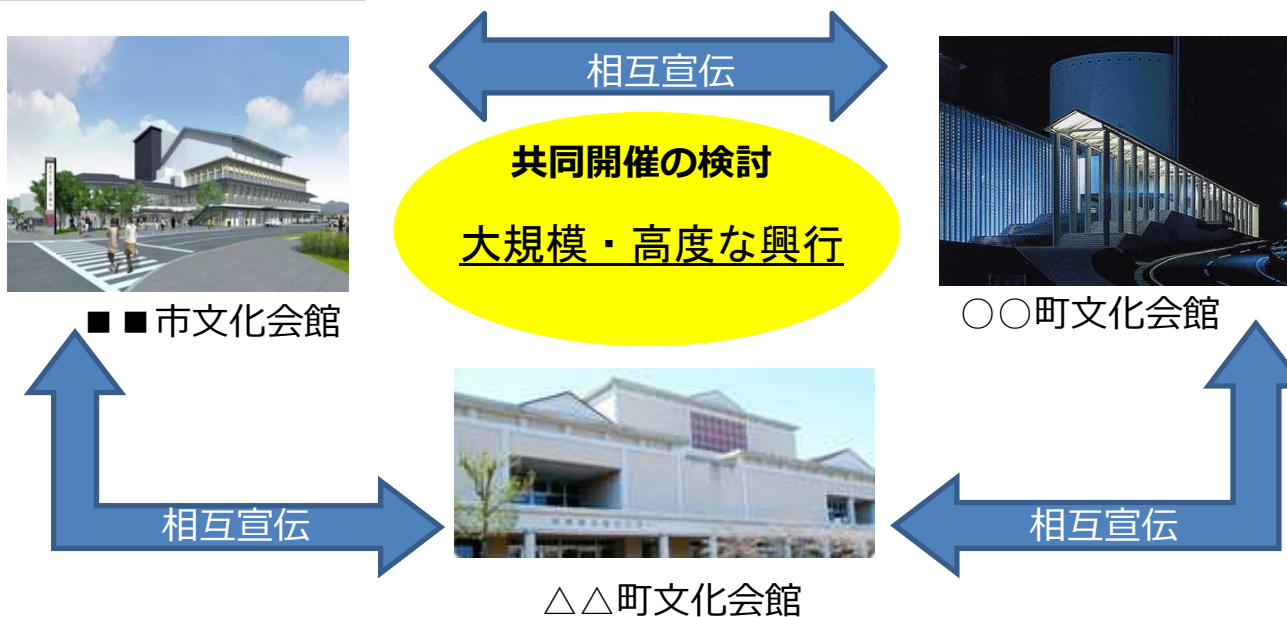 相互宣伝
共同開催の検討
大規模・高度な興行
■■市文化会館
○○町文化会館
相互宣伝
相互宣伝
△△町文化会館